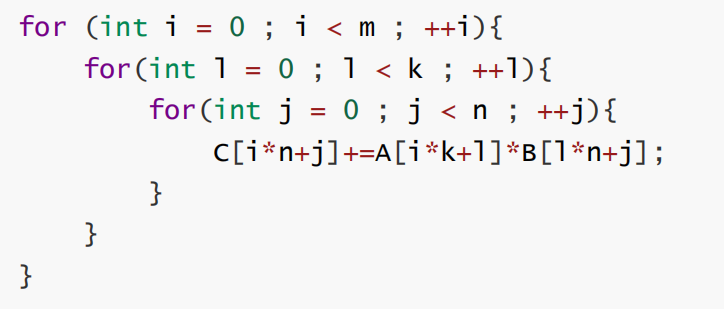 for (int i = 0 ; i < m ; ++i){
    for(int l = 0 ; l < k ; ++l){
        for(int j = 0 ; j < n ; ++j){
            C[i*n+j]+=A[i*k+l]*B[l*n+j];
        }
    }
}